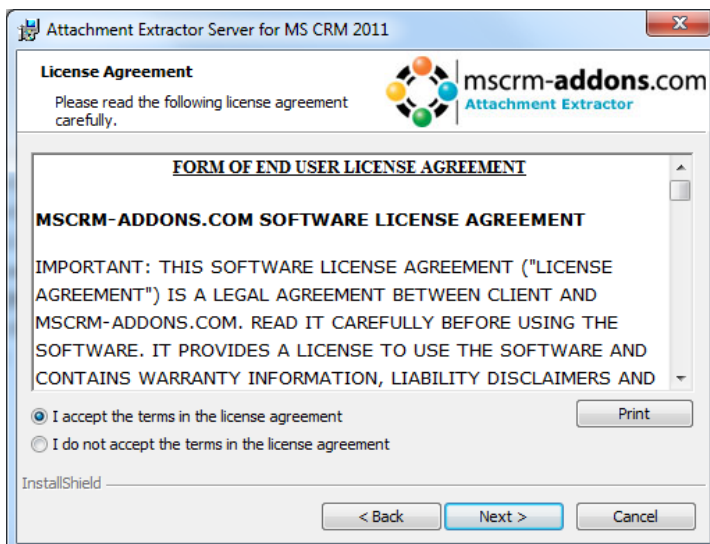 Attachment Extractor Server for MS CRM 2011
License Agreement
Please read the following license agreement
carefully.
mscrm-addons.com
Attachment Extractor
FORM OF END USER LICENSE AGREEMENT
MSCRM-ADDONS.COM SOFTWARE LICENSE AGREEMENT
IMPORTANT: THIS SOFTWARE LICENSE AGREEMENT ("LICENSE
AGREEMENT") IS A LEGAL AGREEMENT BETWEEN CLIENT AND
MSCRM-ADDONS.COM. READ IT CAREFULLY BEFORE USING THE
SOFTWARE. IT PROVIDES A LICENSE TO USE THE SOFTWARE AND
CONTAINS WARRANTY INFORMATION, LIABILITY DISCLAIMERS AND
I accept the terms in the license agreement
Print
I do not accept the terms in the license agreement
InstallShield
< Back
Next >
Cancel